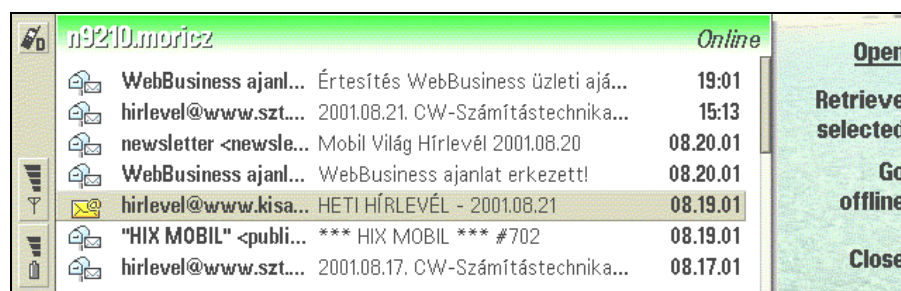 n9210.moricz Online
WebBusiness ajanl... Értesítés WebBusiness üzleti ajá... 19:01
hirlevel@www.szt.... 2001.08.21. CW-Számítástechnika... 15:13
newsletter <newsle... Mobil Világ Hírlevél 2001.08.20 08.20.01
WebBusiness ajanl... WebBusiness ajanlat erkezett! 08.20.01
hirlevel@www.kisa... HETI HÍRLEVÉL - 2001.08.21 08.19.01
"HIX MOBIL" <publi... *** HIX MOBIL *** #702 08.19.01
hirlevel@www.szt.... 2001.08.17. CW-Számítástechnika... 08.17.01
Open
Retrieve
selected
Go
offline
Close